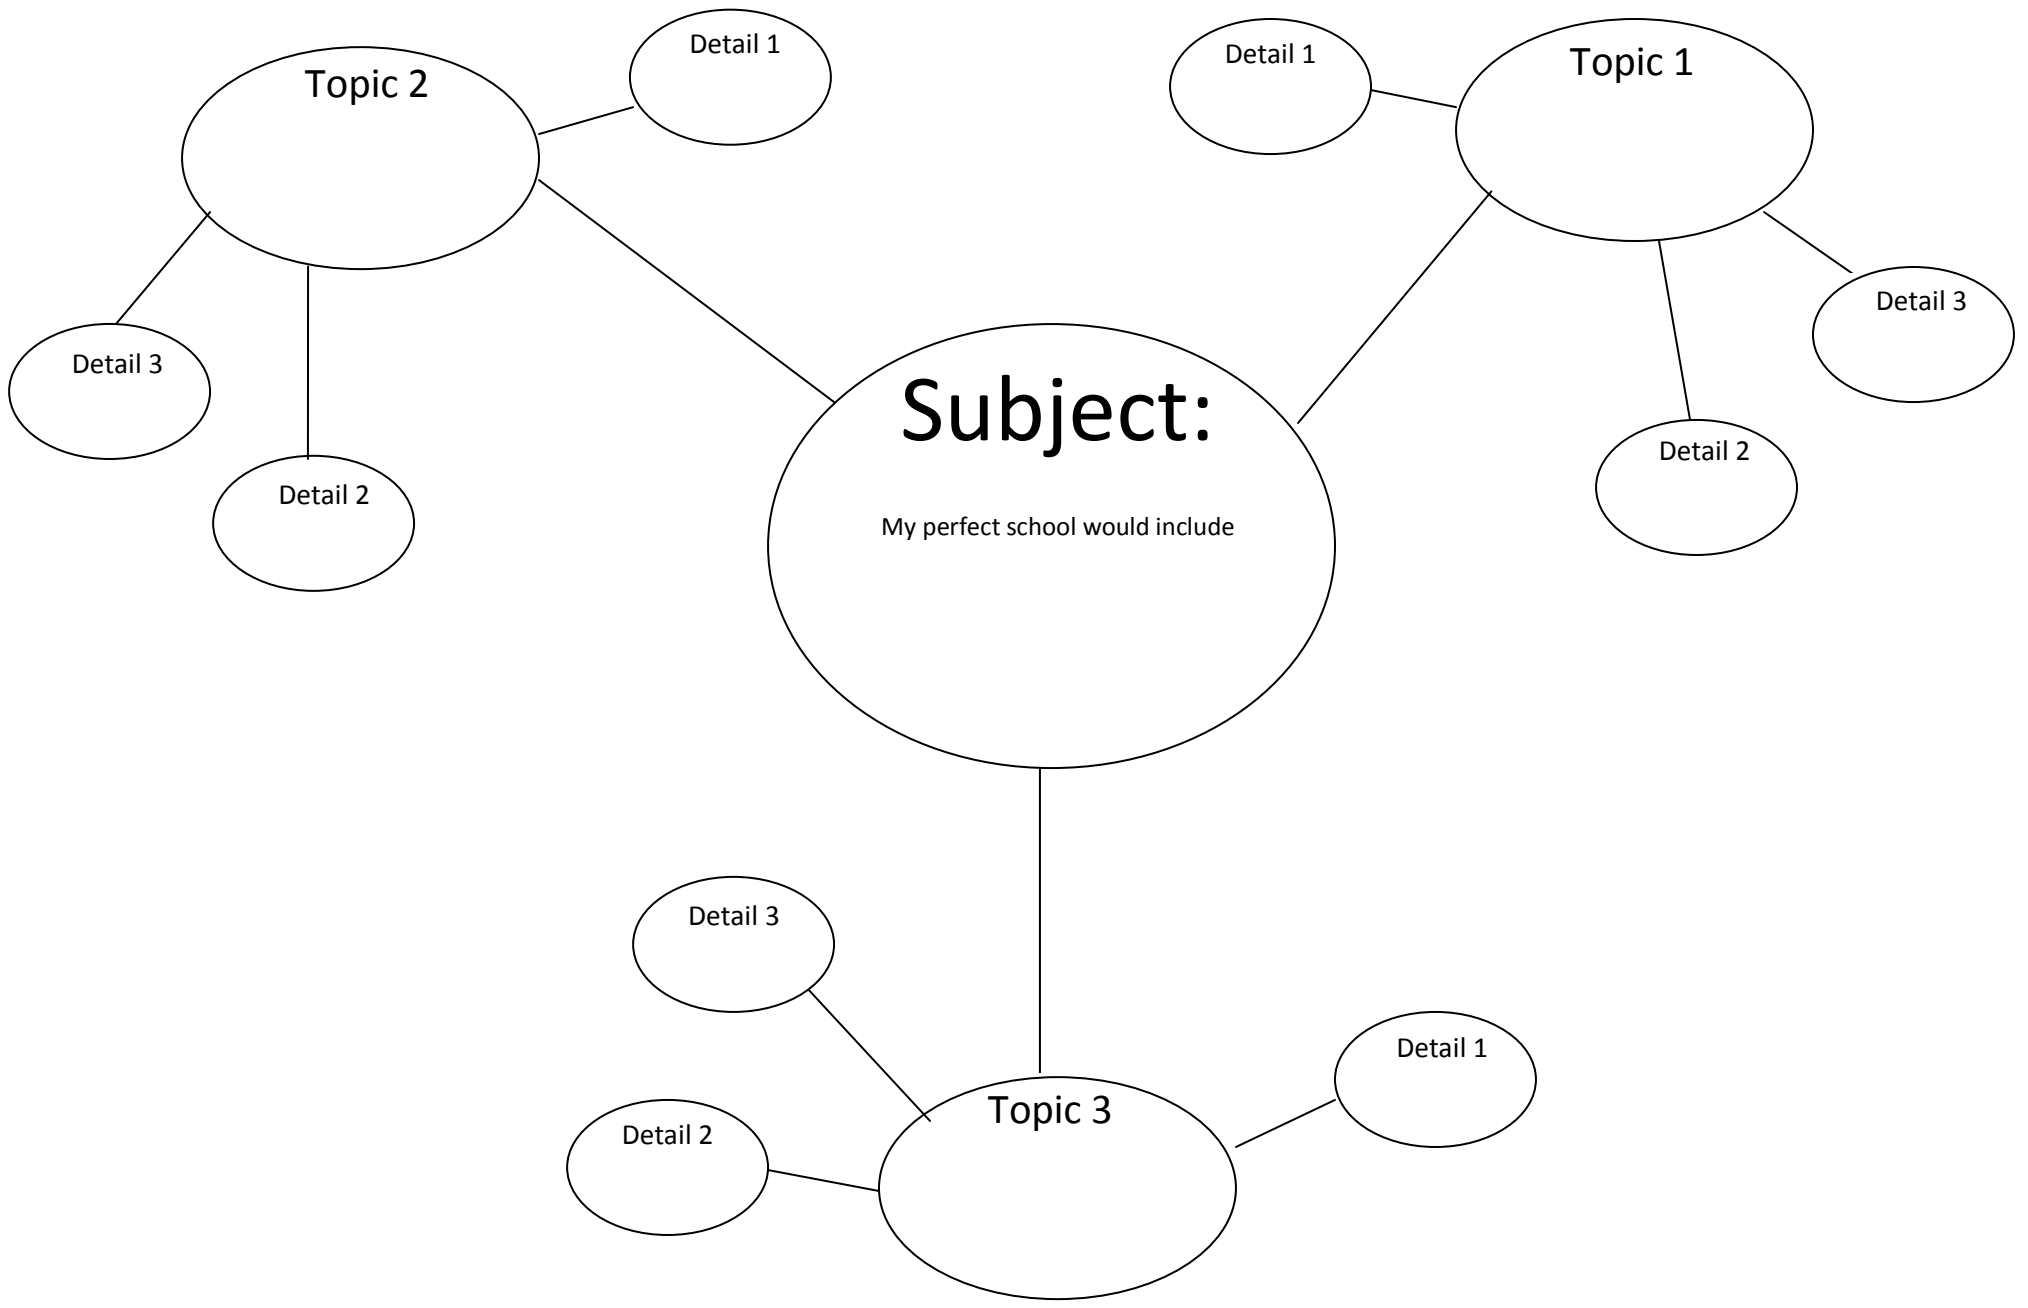 Topic 2
Detail 1
Detail 3
Detail 2
Detail 1
Topic 1
Detail 3
Detail 2
Subject:
My perfect school would include
Detail 3
Detail 2
Topic 3
Detail 1